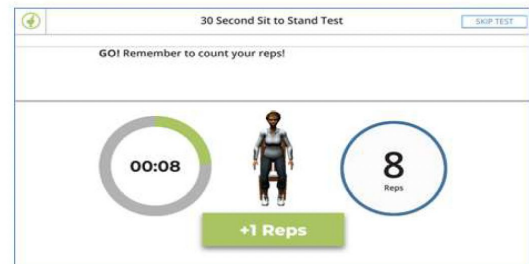 30 Second Sit to Stand Test
SKIP TEST
GO! Remember to count your reps!
00:08
8
Reps
+1 Reps